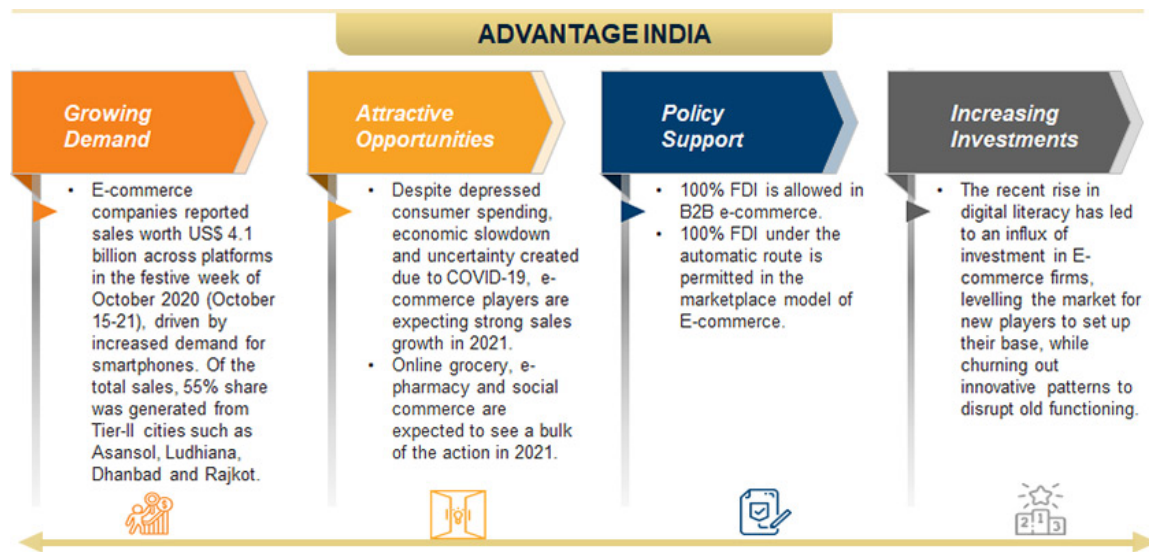 ADVANTAGE INDIA
Growing
Demand
• E-commerce
companies reported
sales worth US$ 4.1
billion across platforms
in the festive week of
October 2020 (October
15-21), driven by
increased demand for
smartphones. Of the
total sales, 55% share
was generated from
Tier-II cities such as
Asansol, Ludhiana,
Dhanbad and Rajkot.
Attractive
Opportunities
• Despite depressed
consumer spending,
economic slowdown
and uncertainty created
due to COVID-19, e-
commerce players are
expecting strong sales
growth in 2021.
• Online grocery, e-
pharmacy and social
commerce are
expected to see a bulk
of the action in 2021.
Policy
Support
• 100% FDI is allowed in
B2B e-commerce.
• 100% FDI under the
automatic route is
permitted in the
marketplace model of
E-commerce.
Increasing
Investments
• The recent rise in
digital literacy has led
to an influx of
investment in E-
commerce firms,
levelling the market for
new players to set up
their base, while
churning out
innovative patterns to
disrupt old functioning.
$
2 1 3